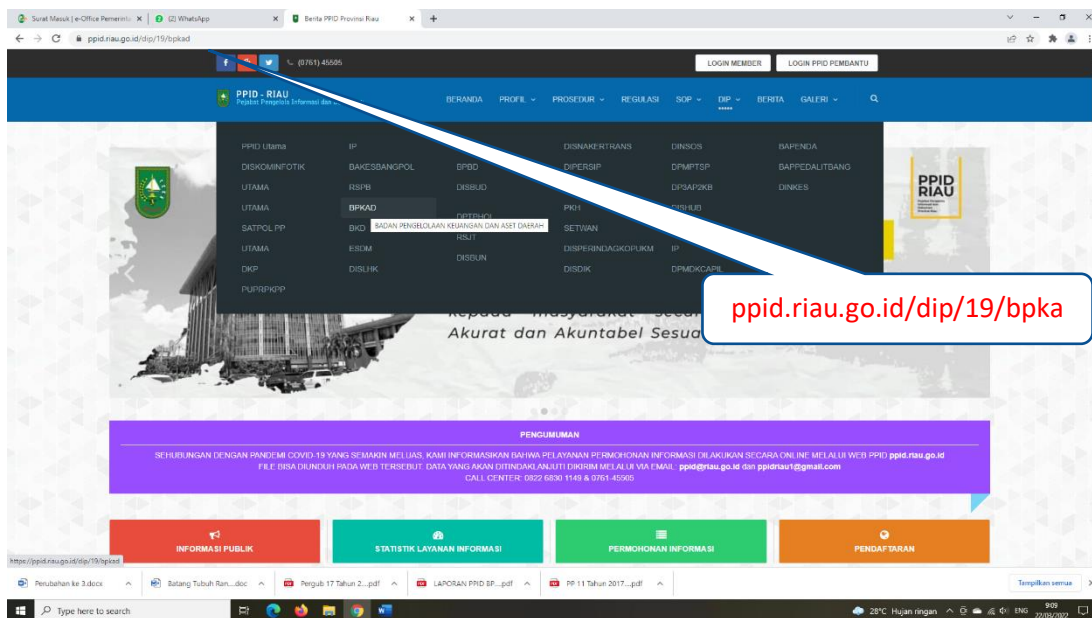 Surat Masuk | e-Office Pemerinta
(2) WhatsApp
Berita PPID Provinsi Riau
ppid.riau.go.id/dip/19/bpkad
(0761) 45505
LOGIN MEMBER
LOGIN PPID PEMBANTU
PPID - RIAU
Pejabat Pengelola Informasi dan
BERANDA PROFIL PROSEDUR REGULASI SOP DIP BERITA GALERI
PPID Utama IP DISNAKERTRANS DINSOS BAPENDA
DISKOMINFOTIK BAKESBANGPOL BPBD DIPERSIP DPMPTSP BAPPEDALITBANG
UTAMA RSPB DISBUD DP3AP2KB DINKES
UTAMA BPKAD DPTPHOL PKH DISHUB
BADAN PENGELOLAAN KEUANGAN DAN ASET DAERAH
SATPOL PP BKD RSJT SETWAN
UTAMA ESDM DISBUN DISPERINDAGKOPUKM IP
DKP DISLHK DISDIK DPMDKCAPIL
PUPRPKPP
PPID
RIAU
ppid.riau.go.id/dip/19/bpka
kepada masyarakat secar
Akurat dan Akuntabel Sesua
PENGUMUMAN
SEHUBUNGAN DENGAN PANDEMI COVID-19 YANG SEMAKIN MELUAS, KAMI INFORMASIKAN BAHWA PELAYANAN PERMOHONAN INFORMASI DILAKUKAN SECARA ONLINE MELALUI WEB PPID ppid.riau.go.id
FILE BISA DIUNDUH PADA WEB TERSEBUT. DATA YANG AKAN DITINDAKLANJUTI DIKIRIM MELALUI VIA EMAIL: ppid@riau.go.id dan ppidriau1@gmail.com
CALL CENTER: 0822 6830 1149 & 0761-45505
INFORMASI PUBLIK
STATISTIK LAYANAN INFORMASI
PERMOHONAN INFORMASI
PENDAFTARAN
https://ppid.riau.go.id/dip/19/bpkad
Perubahan ke 3.docx
Batang Tubuh Ran....doc
Pergub 17 Tahun 2....pdf
LAPORAN PPID BP....pdf
PP 11 Tahun 2017....pdf
Tampilkan semua
Type here to search
28°C Hujan ringan
ENG
9:09
22/08/2022